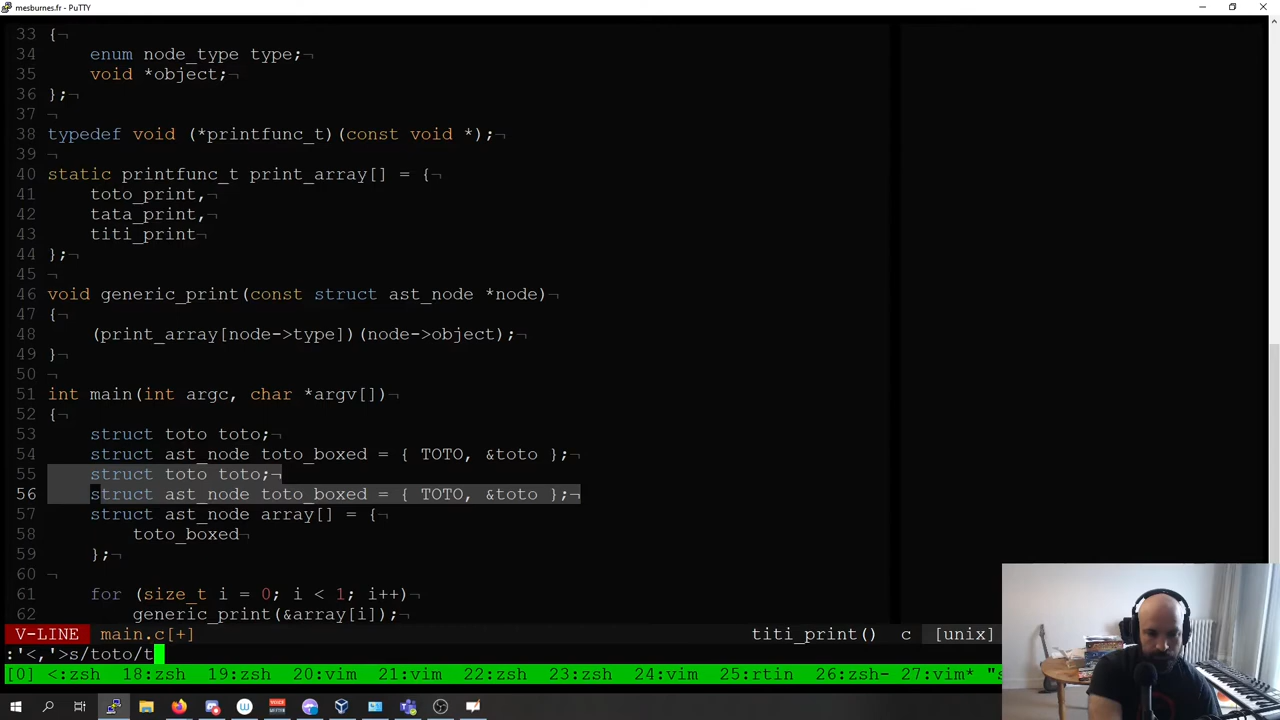 mesburnes.fr - PuTTY
33 {¬
34     enum node_type type;¬
35     void *object;¬
36 };¬
37 ¬
38 typedef void (*printfunc_t)(const void *);¬
39 ¬
40 static printfunc_t print_array[] = {¬
41     toto_print,¬
42     tata_print,¬
43     titi_print¬
44 };¬
45 ¬
46 void generic_print(const struct ast_node *node)¬
47 {¬
48     (print_array[node->type])(node->object);¬
49 }¬
50 ¬
51 int main(int argc, char *argv[])¬
52 {¬
53     struct toto toto;¬
54     struct ast_node toto_boxed = { TOTO, &toto };¬
55     struct toto toto;¬
56     struct ast_node toto_boxed = { TOTO, &toto };¬
57     struct ast_node array[] = {¬
58         toto_boxed¬
59     };¬
60 ¬
61     for (size_t i = 0; i < 1; i++)¬
62         generic_print(&array[i]);¬
V-LINE main.c[+] titi_print() c [unix]
:'<,'>s/toto/t
[0] <:zsh 18:zsh 19:zsh 20:vim 21:vim 22:vim 23:zsh 24:vim 25:rtin 26:zsh- 27:vim* "s